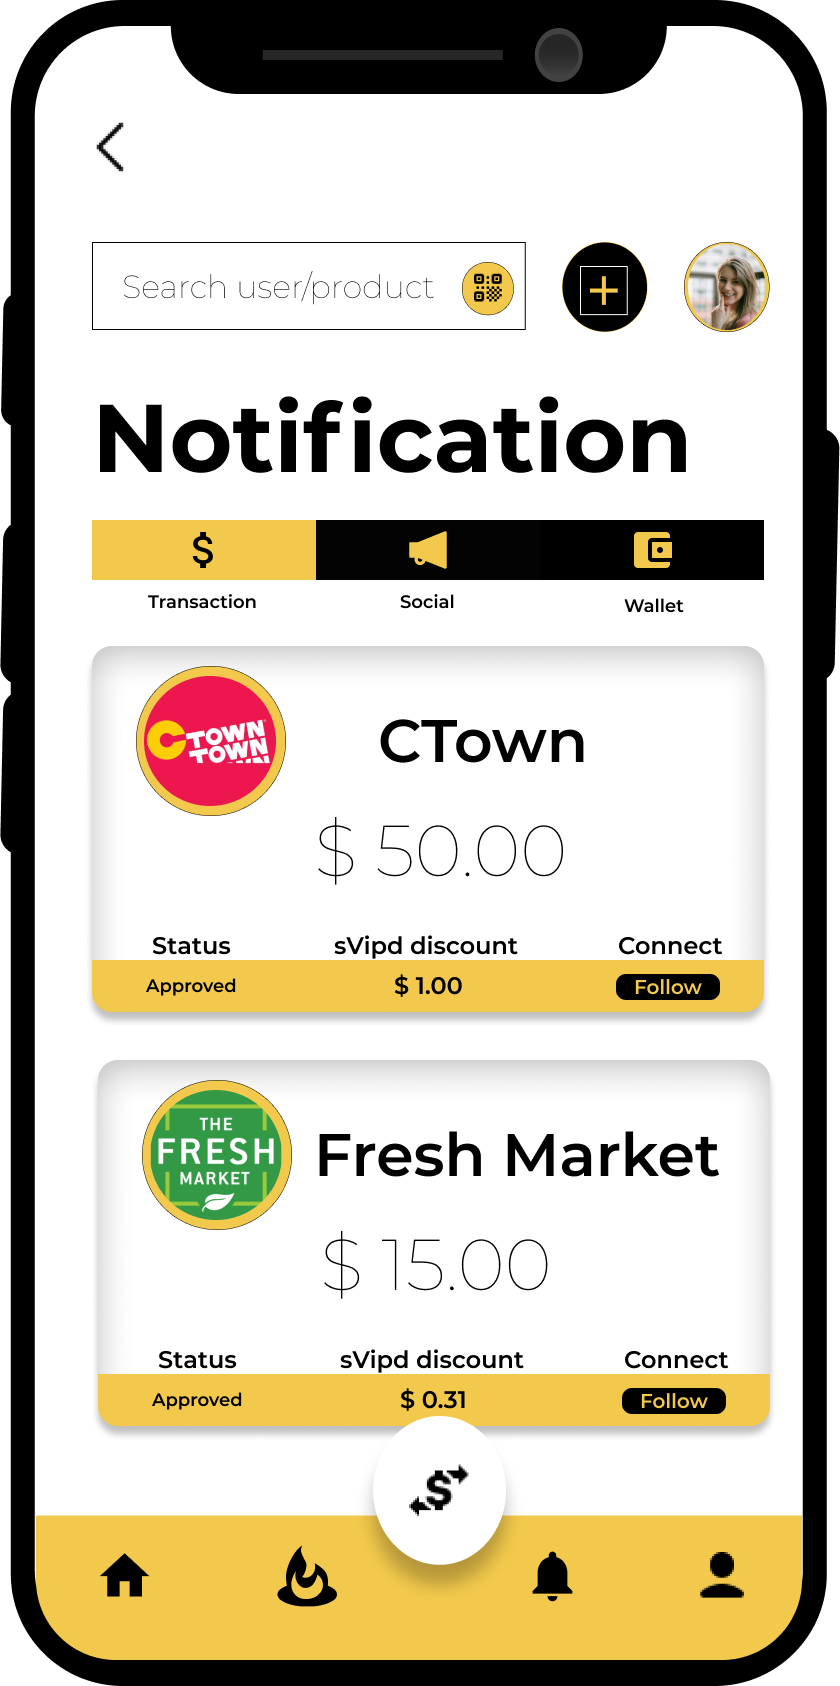 Search user/product
Notification
$
Transaction
Social
Wallet
CTOWN
TOWN
CTown
$ 50.00
Status sVipd discount Connect
Approved $ 1.00 Follow
THE
FRESH
MARKET
Fresh Market
$ 15.00
Status sVipd discount Connect
Approved $ 0.31 Follow
$